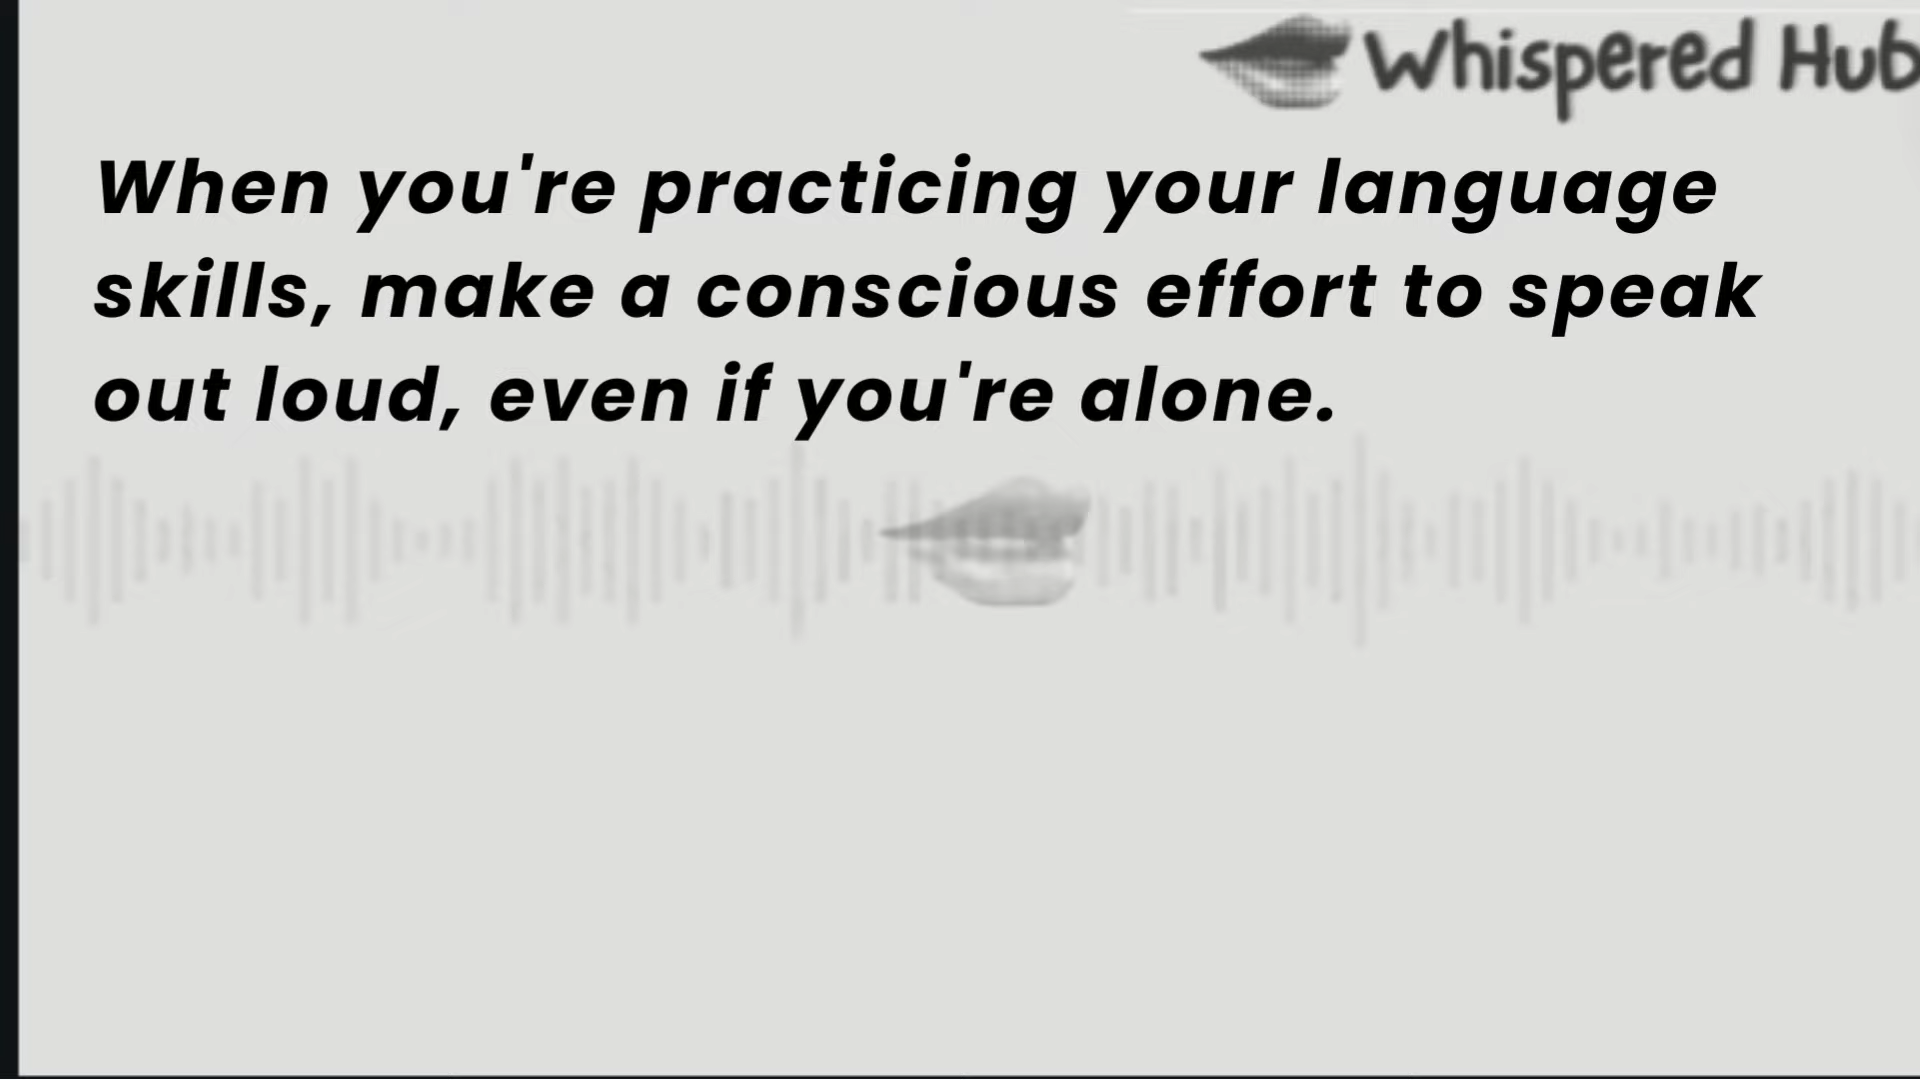 Whispered Hub
When you're practicing your language
skills, make a conscious effort to speak
out loud, even if you're alone.